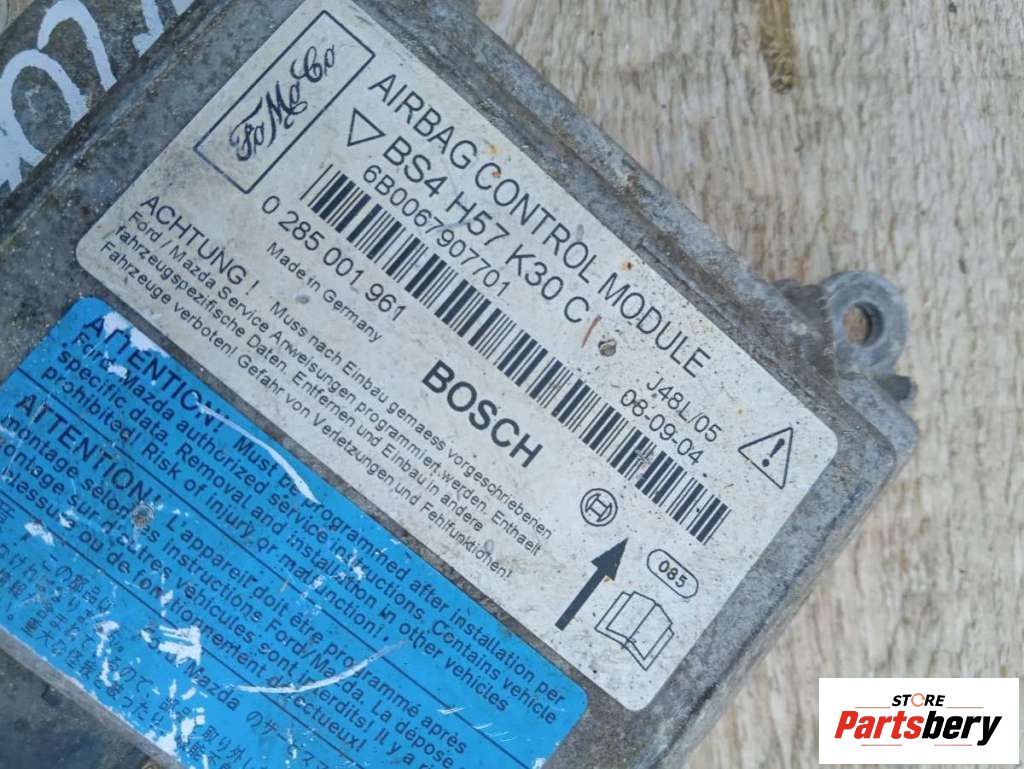 FoMoCo
AIRBAG CONTROL MODULE
BS4 H57 K30 C
6B0067907701
J48L/05
06-09-04
0 285 001 961
Made in Germany
BOSCH
ACHTUNG ! Muss nach Einbau gemaess vorgeschriebenen
Ford / Mazda Service Anweisungen programmiert werden. Enthaelt
fahrzeugspezifische Daten. Entfernen und Einbau in andere
Fahrzeuge verboten! Gefahr von Verletzungen und Fehlfunktionen!
085
ATTENTION! Must be programmed after installation per
Ford/Mazda authorized service instructions. Contains vehicle
specific data. Removal and installation in other vehicles
prohibited! Risk of injury or malfunction!
ATTENTION! L'appareil doit être programmé après
montage selon les instructions Ford/Mazda. La dépose
montage sur d'autres véhicules sont interdits! Il y a
blessure ou de fonctionnement défectueux!
Mazda
STORE
Partsbery